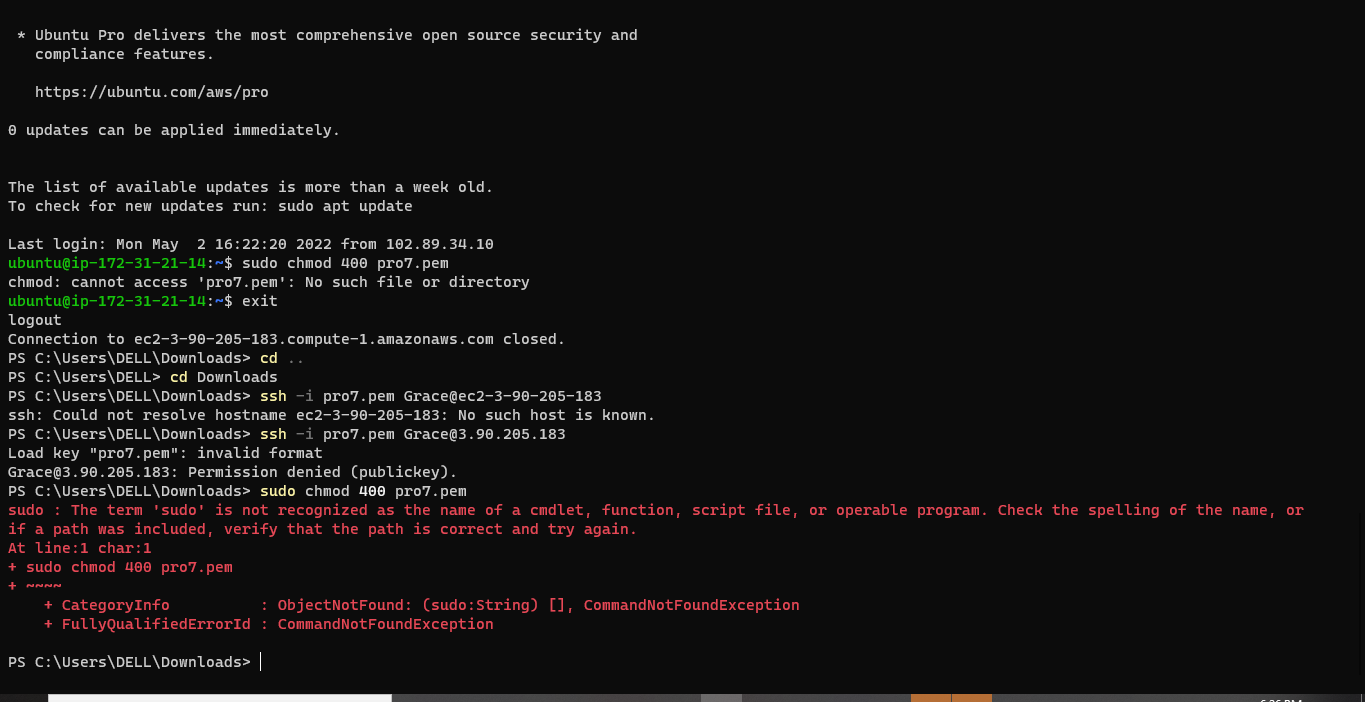 * Ubuntu Pro delivers the most comprehensive open source security and
compliance features.
https://ubuntu.com/aws/pro
0 updates can be applied immediately.
The list of available updates is more than a week old.
To check for new updates run: sudo apt update
Last login: Mon May  2 16:22:20 2022 from 102.89.34.10
ubuntu@ip-172-31-21-14:~$ sudo chmod 400 pro7.pem
chmod: cannot access 'pro7.pem': No such file or directory
ubuntu@ip-172-31-21-14:~$ exit
logout
Connection to ec2-3-90-205-183.compute-1.amazonaws.com closed.
PS C:\Users\DELL\Downloads> cd ..
PS C:\Users\DELL> cd Downloads
PS C:\Users\DELL\Downloads> ssh -i pro7.pem Grace@ec2-3-90-205-183
ssh: Could not resolve hostname ec2-3-90-205-183: No such host is known.
PS C:\Users\DELL\Downloads> ssh -i pro7.pem Grace@3.90.205.183
Load key "pro7.pem": invalid format
Grace@3.90.205.183: Permission denied (publickey).
PS C:\Users\DELL\Downloads> sudo chmod 400 pro7.pem
sudo : The term 'sudo' is not recognized as the name of a cmdlet, function, script file, or operable program. Check the spelling of the name, or
if a path was included, verify that the path is correct and try again.
At line:1 char:1
+ sudo chmod 400 pro7.pem
+ ~~~~
    + CategoryInfo          : ObjectNotFound: (sudo:String) [], CommandNotFoundException
    + FullyQualifiedErrorId : CommandNotFoundException
PS C:\Users\DELL\Downloads>